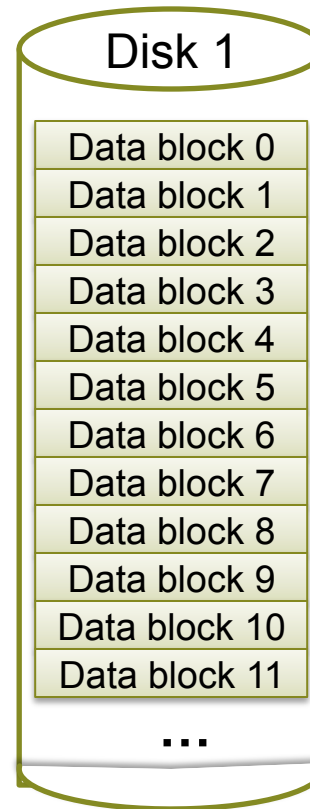 Disk 1
Data block 0
Data block 1
Data block 2
Data block 3
Data block 4
Data block 5
Data block 6
Data block 7
Data block 8
Data block 9
Data block 10
Data block 11
...